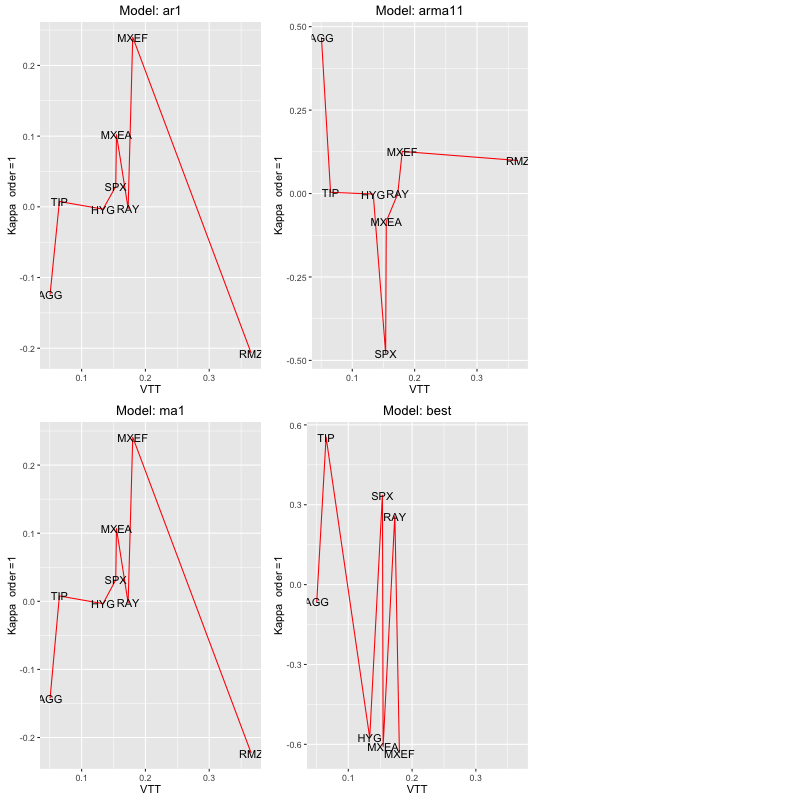 Model: ar1
Kappa order =1
0.2
0.1
0.0
-0.1
-0.2
MXEF
MXEA
SPX
TIP
HYG
RAY
AGG
RMZ
0.1
0.2
0.3
VTT
Model: arma11
Kappa order =1
0.50
0.25
0.00
-0.25
-0.50
AGG
MXEF
RMZ
TIP
HYG
RAY
MXEA
SPX
0.1
0.2
0.3
VTT
Model: ma1
Kappa order =1
0.2
0.1
0.0
-0.1
-0.2
MXEF
MXEA
SPX
TIP
HYG
RAY
AGG
RMZ
0.1
0.2
0.3
VTT
Model: best
Kappa order =1
0.6
0.3
0.0
-0.3
-0.6
TIP
SPX
RAY
AGG
HYG
MXEA
MXEF
0.1
0.2
0.3
VTT